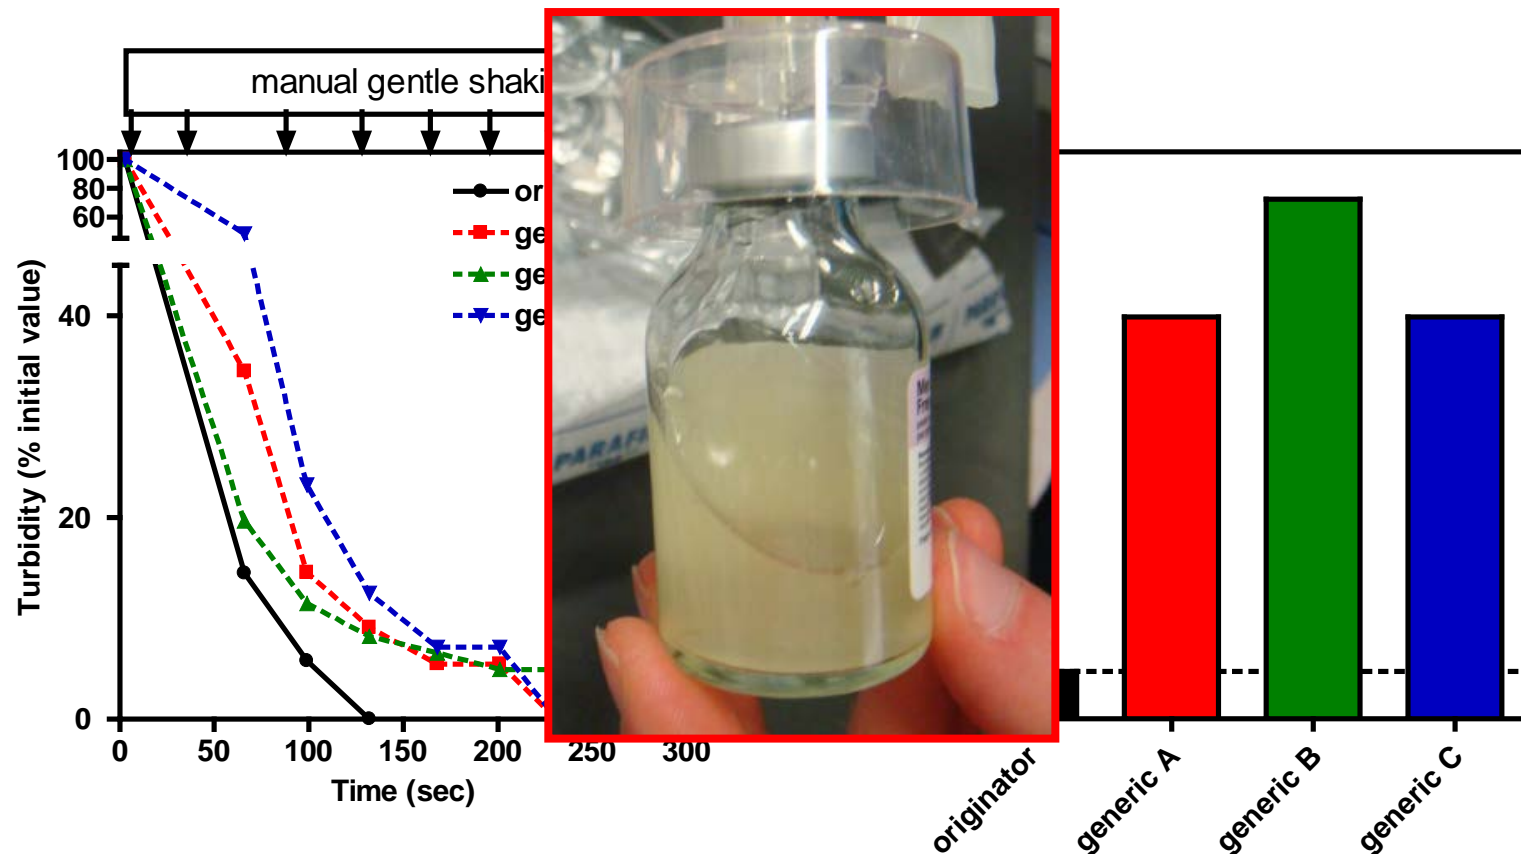 manual gentle shaki
100
80
60
40
20
0
Turbidity (% initial value)
0 50 100 150 200 250 300
Time (sec)
or
ge
ge
ge
PARAF
originator
generic A
generic B
generic C